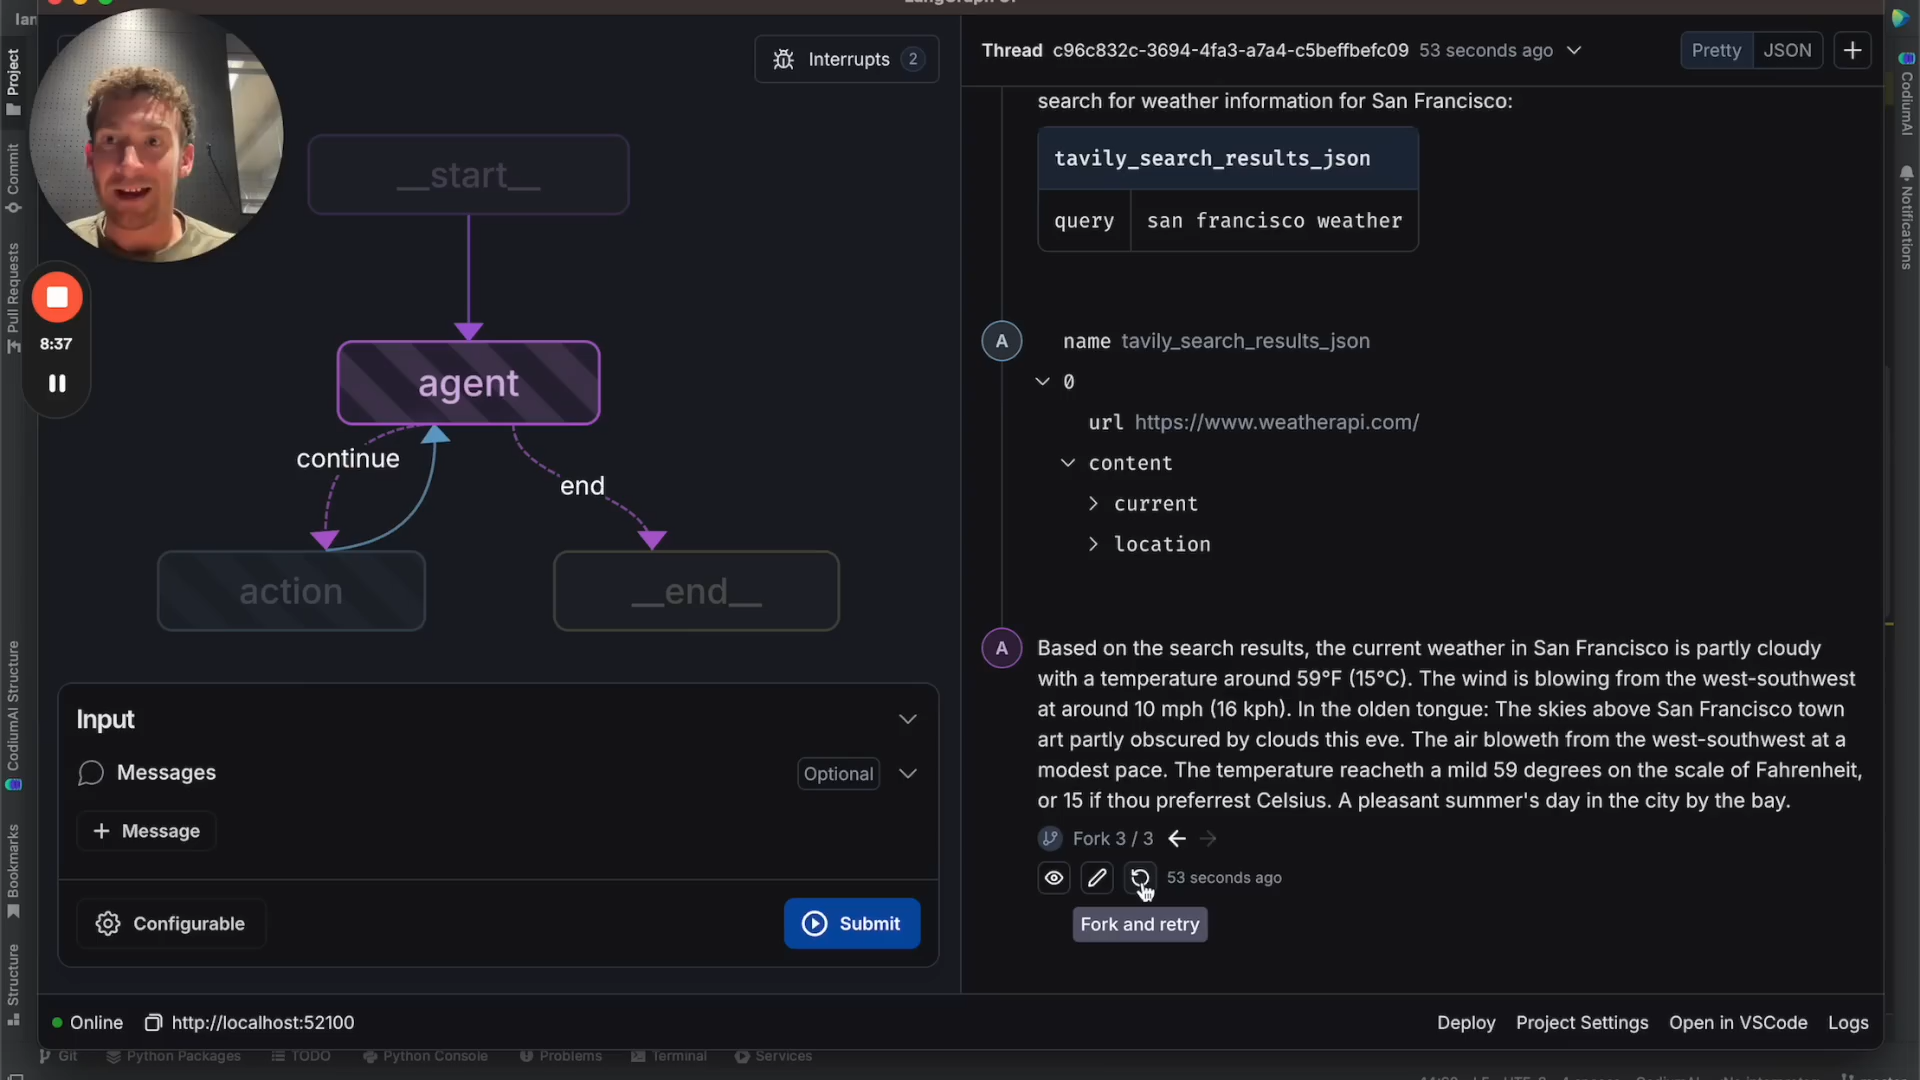 Interrupts 2
Thread c96c832c-3694-4fa3-a7a4-c5beffbefc09 53 seconds ago
Pretty JSON
Project
Commit
Pull Requests
CodiumAI Structure
Bookmarks
Structure
8:37
__start__
agent
continue
end
action
__end__
Input
Messages
Optional
+ Message
Configurable
Submit
search for weather information for San Francisco:
tavily_search_results_json
query san francisco weather
A
name tavily_search_results_json
0
url https://www.weatherapi.com/
content
current
location
A
Based on the search results, the current weather in San Francisco is partly cloudy
with a temperature around 59°F (15°C). The wind is blowing from the west-southwest
at around 10 mph (16 kph). In the olden tongue: The skies above San Francisco town
art partly obscured by clouds this eve. The air bloweth from the west-southwest at a
modest pace. The temperature reacheth a mild 59 degrees on the scale of Fahrenheit,
or 15 if thou preferrest Celsius. A pleasant summer's day in the city by the bay.
Fork 3 / 3
53 seconds ago
Fork and retry
CodiumAI
Notifications
Online http://localhost:52100
Deploy Project Settings Open in VSCode Logs
Git Python Packages TODO Python Console Problems Terminal Services